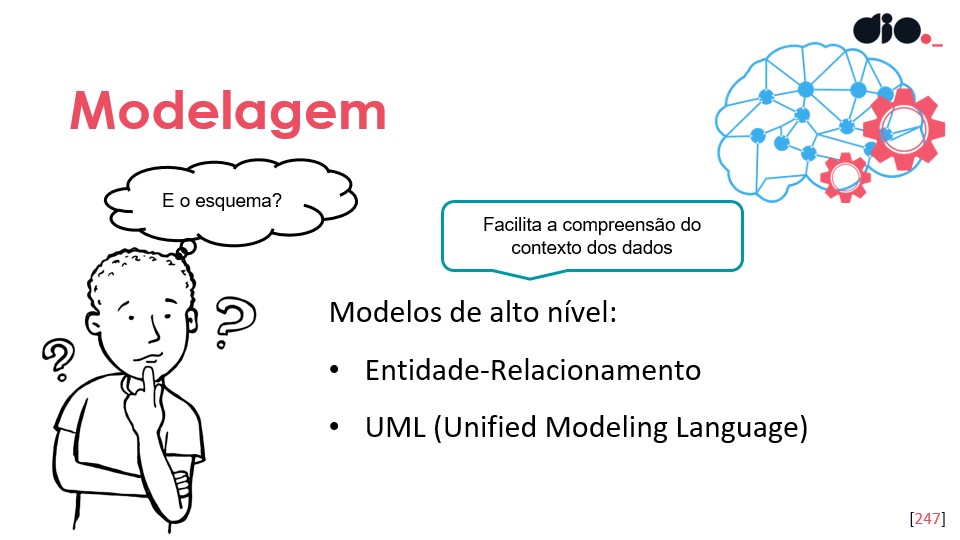 dio._
Modelagem
E o esquema?
Facilita a compreensão do
contexto dos dados
Modelos de alto nível:
• Entidade-Relacionamento
• UML (Unified Modeling Language)
?
?
[247]